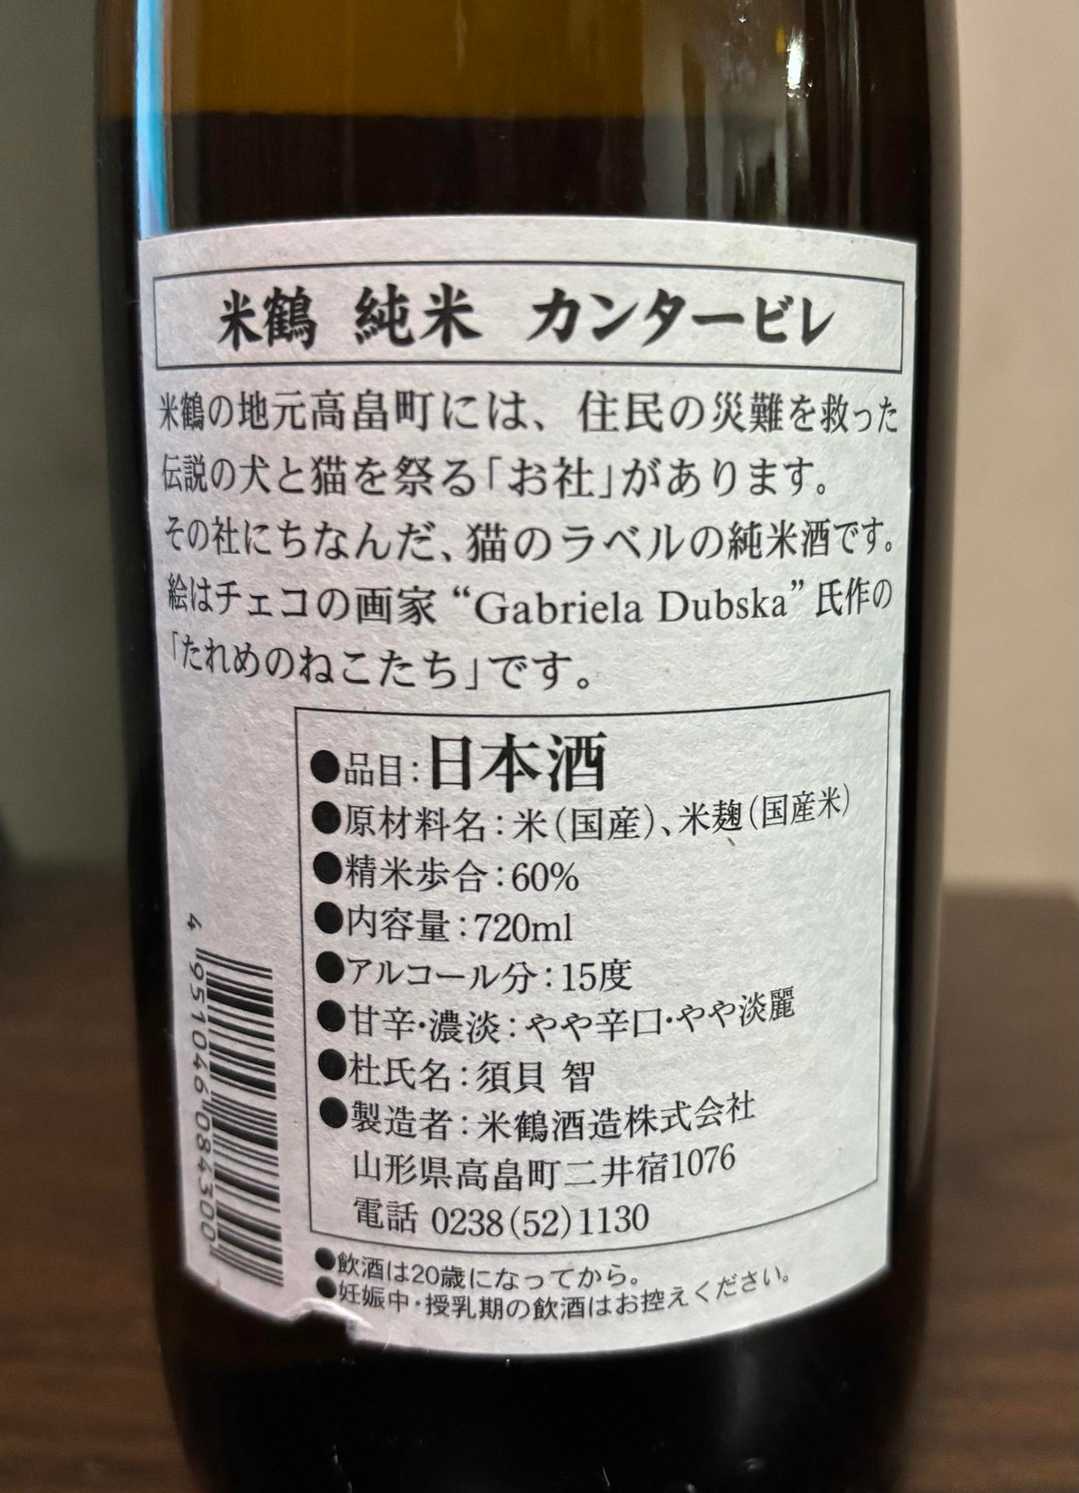 米鶴 純米 カンタービレ
米鶴の地元高畠町には、住民の災難を救った
伝説の犬と猫を祭る「お社」があります。
その社にちなんだ、猫のラベルの純米酒です。
絵はチェコの画家“Gabriela Dubska”氏作の
「たれめのねこたち」です。
●品目：日本酒
●原材料名：米（国産）、米麹（国産米）
●精米歩合：60%
●内容量：720ml
●アルコール分：15度
●甘辛・濃淡：やや辛口・やや淡麗
●杜氏名：須貝 智
●製造者：米鶴酒造株式会社
山形県高畠町二井宿1076
電話 0238(52)1130
●飲酒は20歳になってから。
●妊娠中・授乳期の飲酒はお控えください。
4 951046 084300